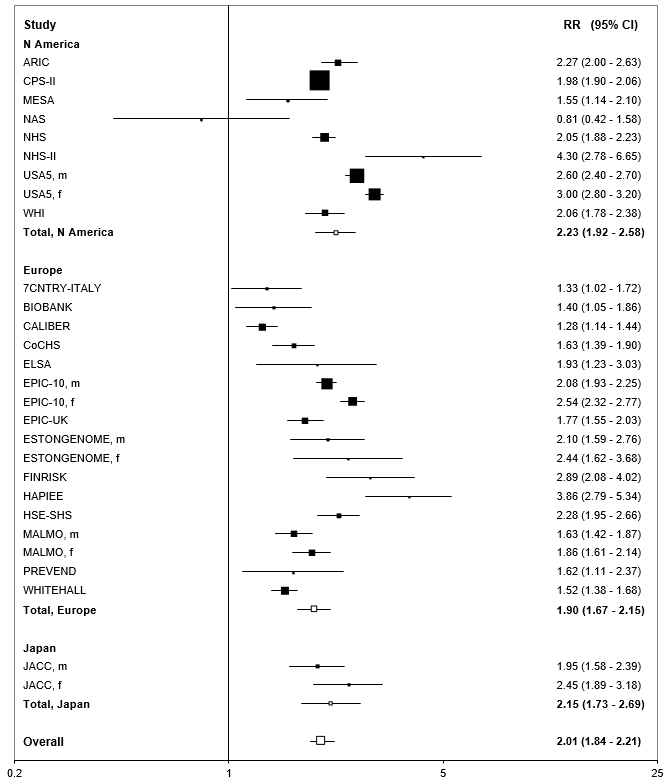 Study RR (95% CI)
N America
ARIC 2.27 (2.00 - 2.63)
CPS-II 1.98 (1.90 - 2.06)
MESA 1.55 (1.14 - 2.10)
NAS 0.81 (0.42 - 1.58)
NHS 2.05 (1.88 - 2.23)
NHS-II 4.30 (2.78 - 6.65)
USA5, m 2.60 (2.40 - 2.70)
USA5, f 3.00 (2.80 - 3.20)
WHI 2.06 (1.78 - 2.38)
Total, N America 2.23 (1.92 - 2.58)
Europe
7CNTRY-ITALY 1.33 (1.02 - 1.72)
BIOBANK 1.40 (1.05 - 1.86)
CALIBER 1.28 (1.14 - 1.44)
CoCHS 1.63 (1.39 - 1.90)
ELSA 1.93 (1.23 - 3.03)
EPIC-10, m 2.08 (1.93 - 2.25)
EPIC-10, f 2.54 (2.32 - 2.77)
EPIC-UK 1.77 (1.55 - 2.03)
ESTONGENOME, m 2.10 (1.59 - 2.76)
ESTONGENOME, f 2.44 (1.62 - 3.68)
FINRISK 2.89 (2.08 - 4.02)
HAPIEE 3.86 (2.79 - 5.34)
HSE-SHS 2.28 (1.95 - 2.66)
MALMO, m 1.63 (1.42 - 1.87)
MALMO, f 1.86 (1.61 - 2.14)
PREVEND 1.62 (1.11 - 2.37)
WHITEHALL 1.52 (1.38 - 1.68)
Total, Europe 1.90 (1.67 - 2.15)
Japan
JACC, m 1.95 (1.58 - 2.39)
JACC, f 2.45 (1.89 - 3.18)
Total, Japan 2.15 (1.73 - 2.69)
Overall 2.01 (1.84 - 2.21)
0.2 1 5 25